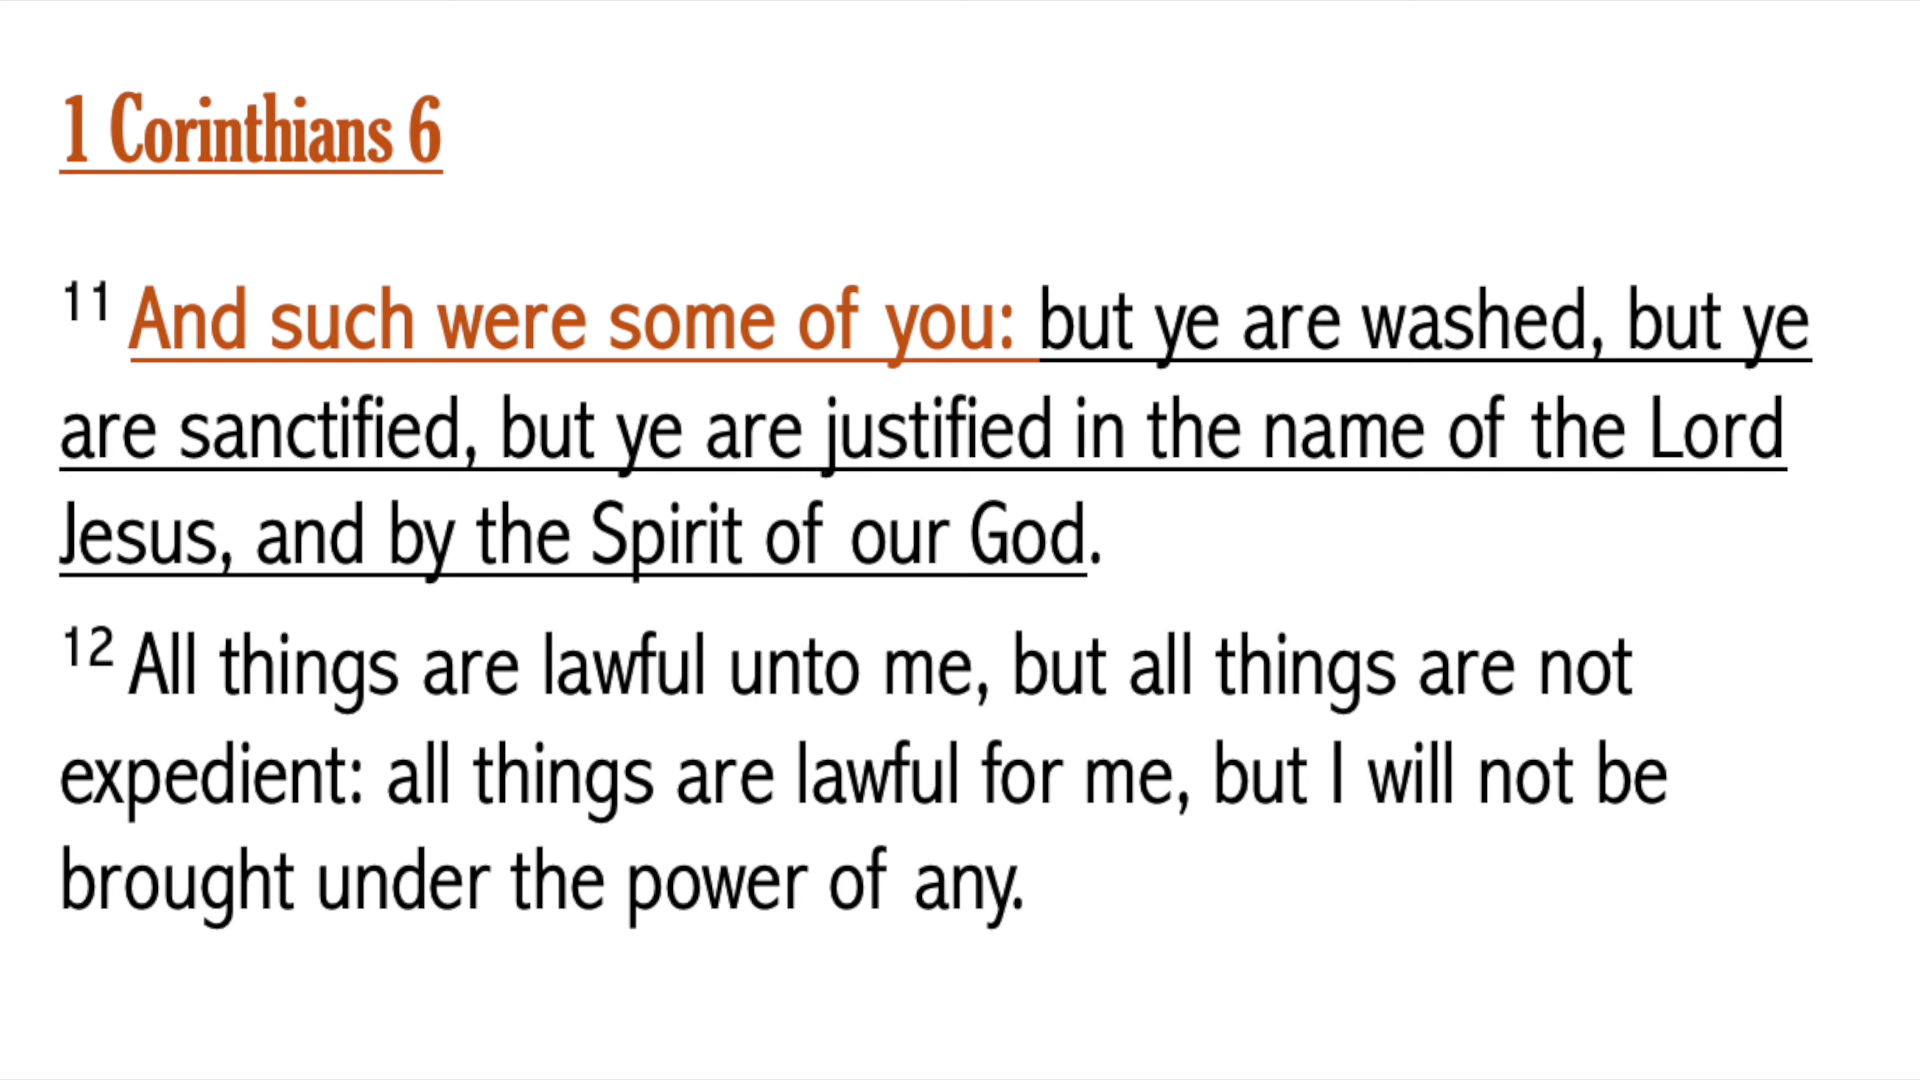 1 Corinthians 6
11 And such were some of you: but ye are washed, but ye
are sanctified, but ye are justified in the name of the Lord
Jesus, and by the Spirit of our God.
12 All things are lawful unto me, but all things are not
expedient: all things are lawful for me, but I will not be
brought under the power of any.